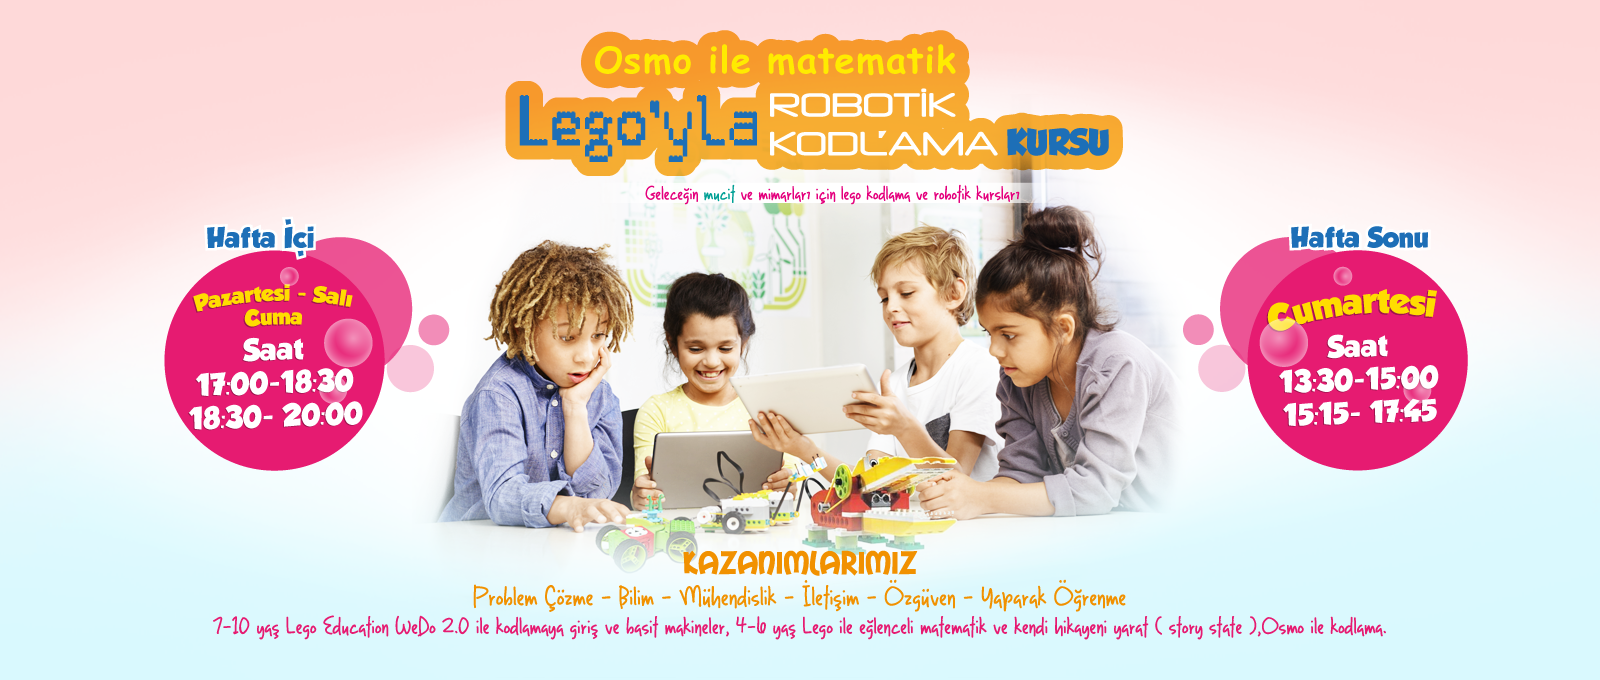 Osmo ile matematik
Lego'yla ROBOTİK
KODLAMA KURSU
Geleceğin mucit ve mimarları için lego kodlama ve robotik kursları
Hafta İçi
Pazartesi - Salı
Cuma
Saat
17:00-18:30
18:30- 20:00
Hafta Sonu
Cumartesi
Saat
13:30-15:00
15:15- 17:45
KAZANIMLARIMIZ
Problem Çözme - Bilim - Mühendislik - İletişim - Özgüven - Yaparak Öğrenme
7-10 yaş Lego Education WeDo 2.0 ile kodlamaya giriş ve basit makineler, 4-6 yaş Lego ile eğlenceli matematik ve kendi hikayeni yarat ( story state ),Osmo ile kodlama.